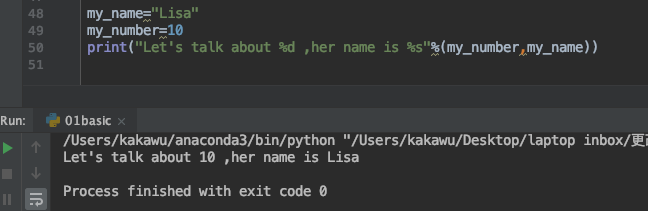 48 my_name="Lisa"
49 my_number=10
50 print("Let's talk about %d ,her name is %s"%(my_number,my_name))
51
Run: 01basic ×
/Users/kakawu/anaconda3/bin/python "/Users/kakawu/Desktop/laptop inbox/更改
Let's talk about 10 ,her name is Lisa
Process finished with exit code 0